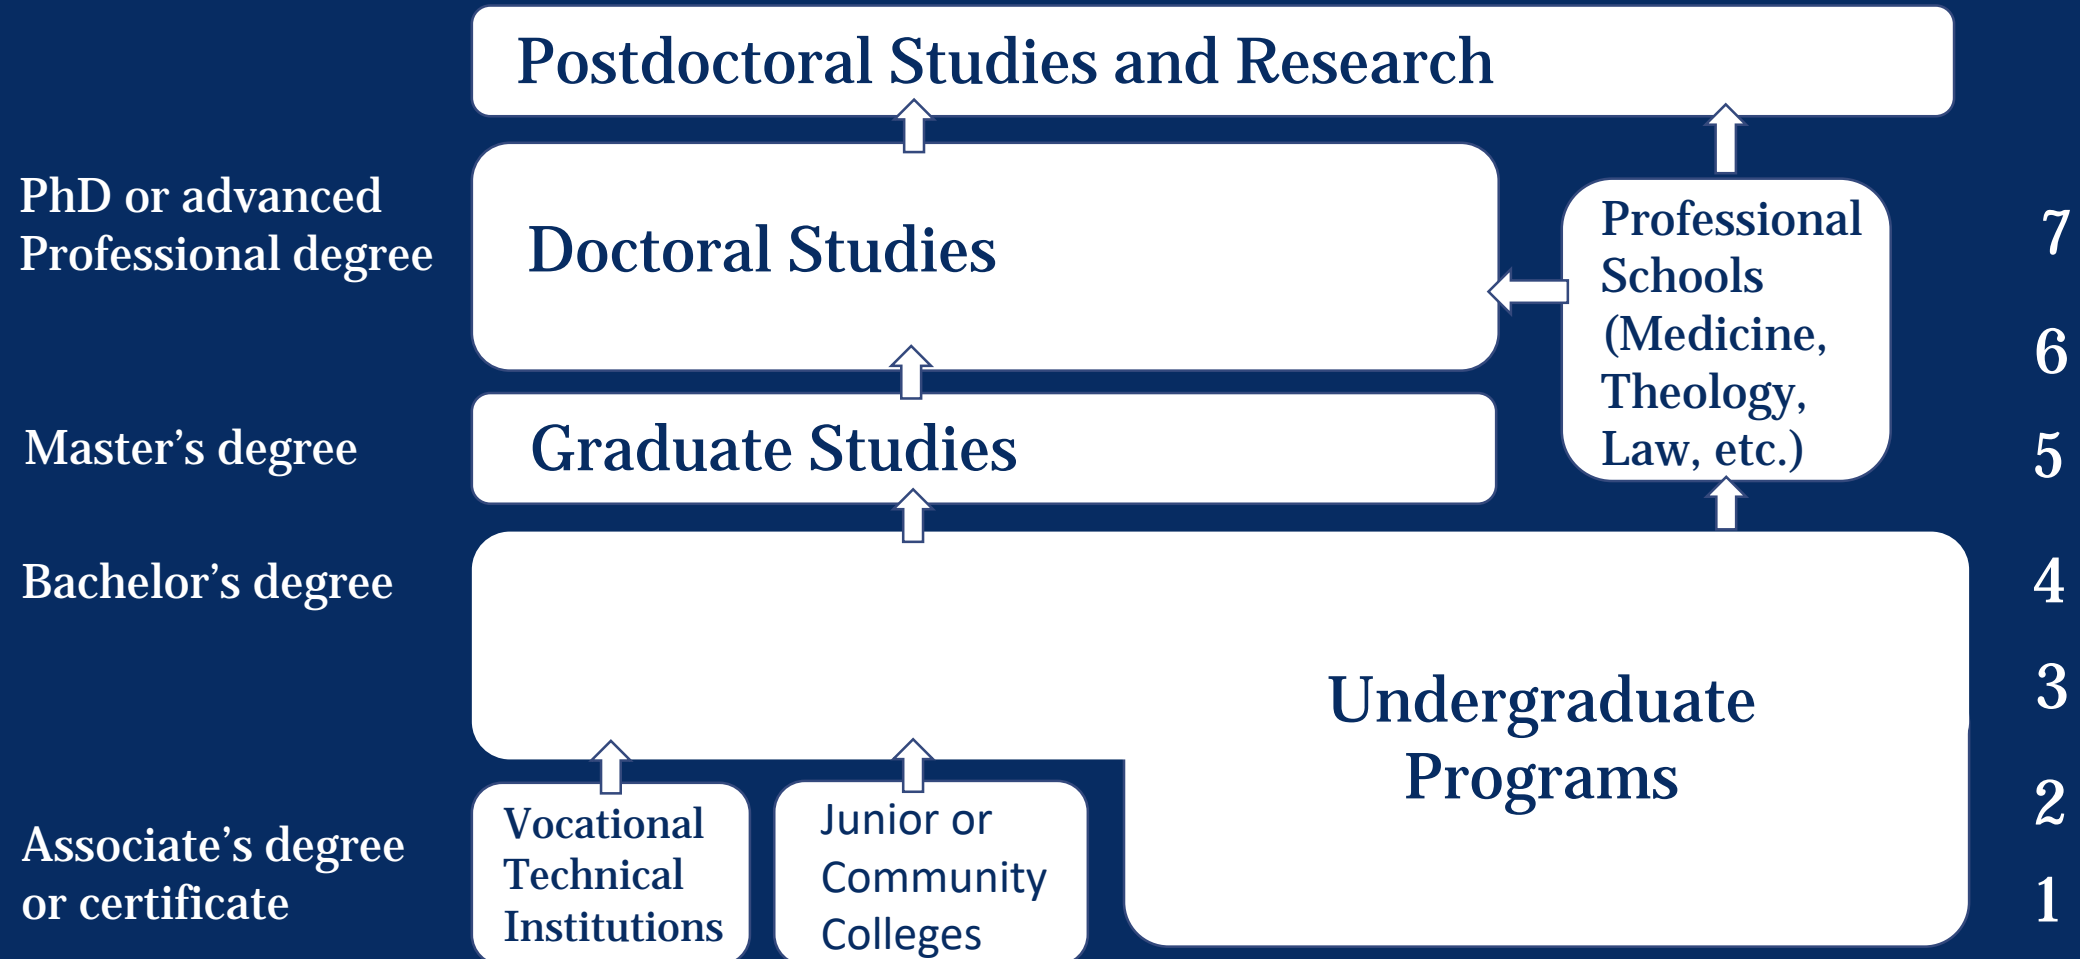 Postdoctoral Studies and Research
PhD or advanced
Professional degree
Doctoral Studies
Professional
Schools
(Medicine,
Theology,
Law, etc.)
7
6
Master’s degree
Graduate Studies
5
Bachelor’s degree
4
3
Undergraduate
Programs
2
Associate’s degree
or certificate
Vocational
Technical
Institutions
Junior or
Community
Colleges
1